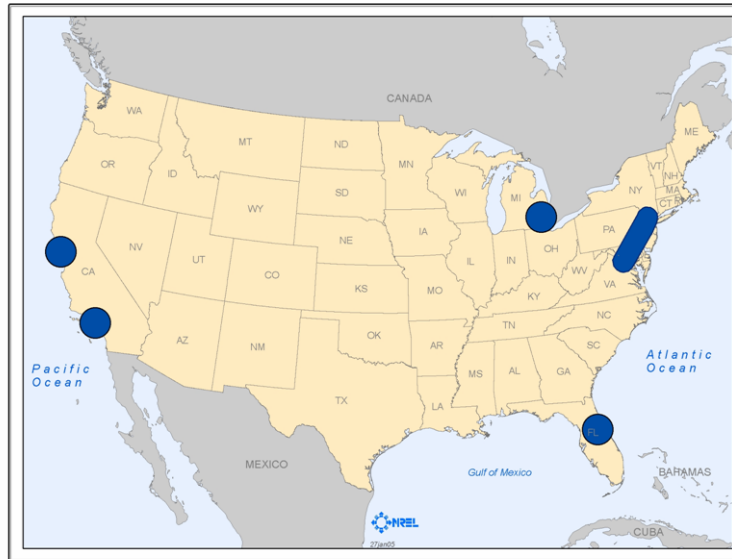 CANADA
WA
MT
ND
MN
ME
OR
ID
SD
WI
MI
NY
VT
NH
MA
CT
WY
IA
PA
NE
NV
UT
CA
CO
IL
IN
OH
WV
VA
KS
MO
KY
AZ
NM
OK
AR
TN
NC
SC
Pacific
Ocean
Atlantic
Ocean
TX
LA
MS
AL
GA
FL
MEXICO
Gulf of Mexico
BAHAMAS
NREL
27jan05
CUBA